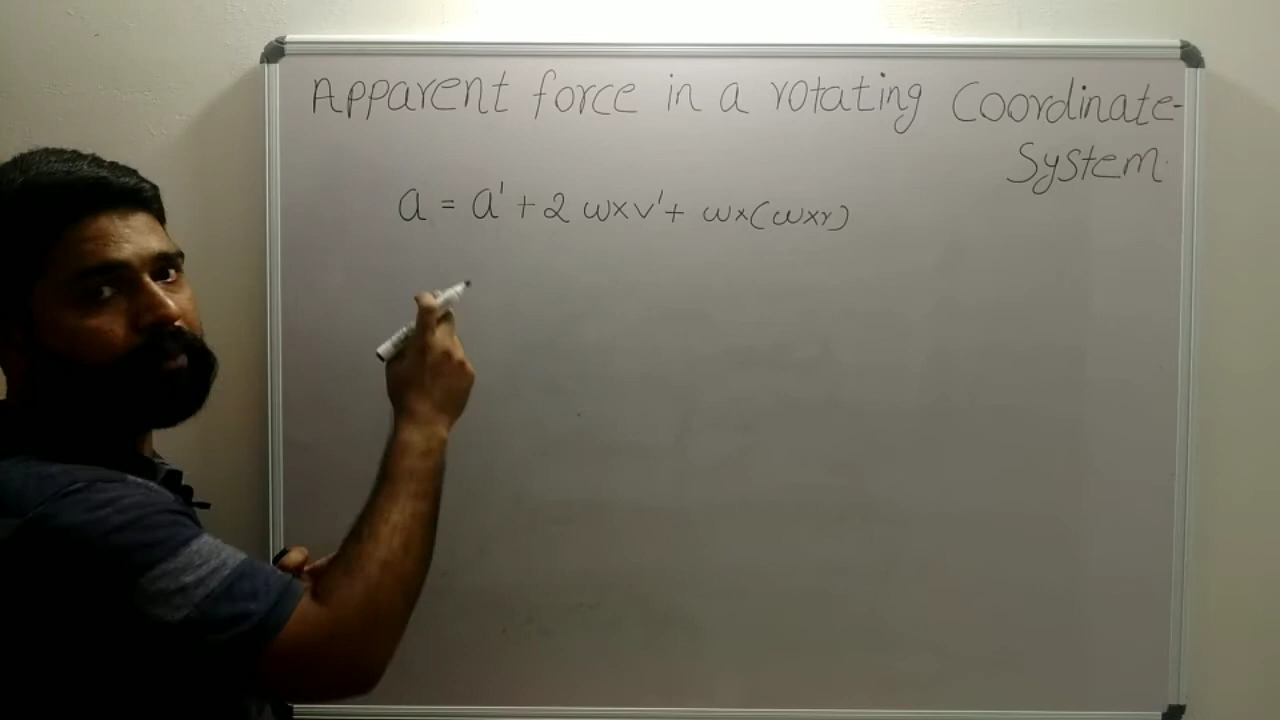 Apparent force in a rotating Coordinate-
System.
a = a' + 2 ω×v' + ω×(ω×r)